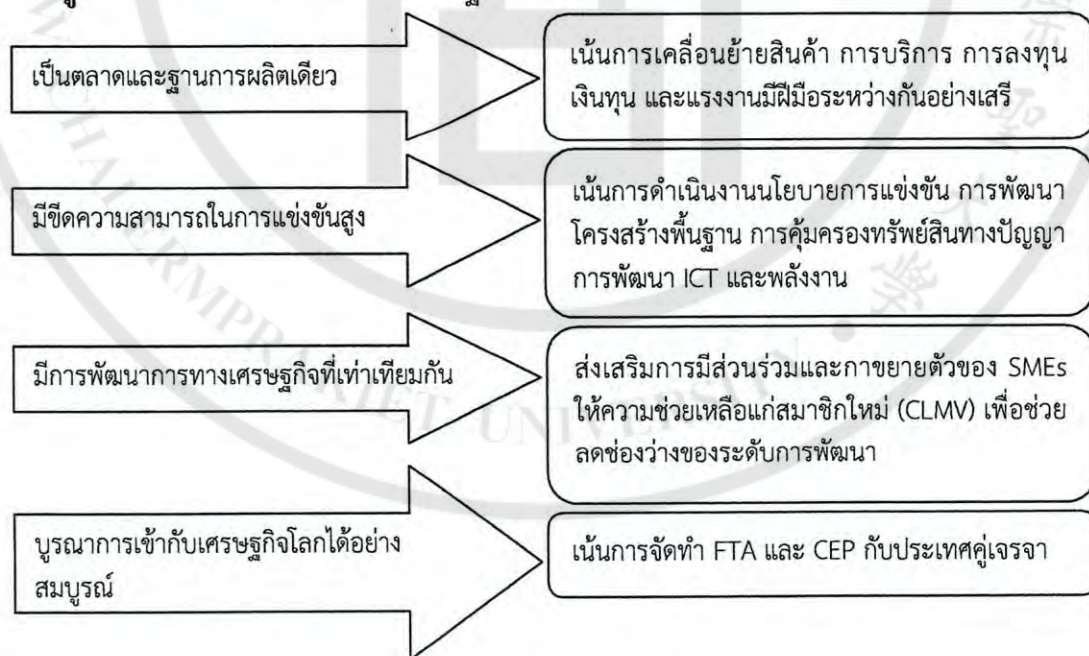 เป็นตลาดและฐานการผลิตเดียว
เน้นการเคลื่อนย้ายสินค้า การบริการ การลงทุน
เงินทุน และแรงงานมีฝีมือระหว่างกันอย่างเสรี
มีขีดความสามารถในการแข่งขันสูง
เน้นการดำเนินงานนโยบายการแข่งขัน การพัฒนา
โครงสร้างพื้นฐาน การคุ้มครองทรัพย์สินทางปัญญา
การพัฒนา ICT และพลังงาน
มีการพัฒนาการทางเศรษฐกิจที่เท่าเทียมกัน
ส่งเสริมการมีส่วนร่วมและกาขยายตัวของ SMEs
ให้ความช่วยเหลือแก่สมาชิกใหม่ (CLMV) เพื่อช่วย
ลดช่องว่างของระดับการพัฒนา
บูรณาการเข้ากับเศรษฐกิจโลกได้อย่าง
สมบูรณ์
เน้นการจัดทำ FTA และ CEP กับประเทศคู่เจรจา
UNIVERSITY